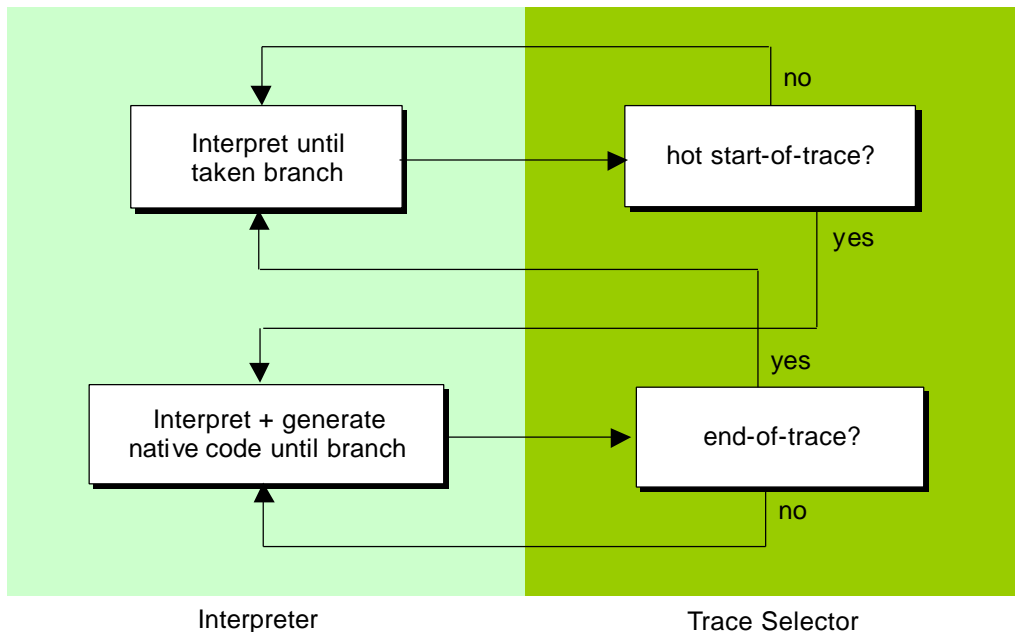 no
Interpret until
taken branch
hot start-of-trace?
yes
yes
Interpret + generate
native code until branch
end-of-trace?
no
Interpreter
Trace Selector